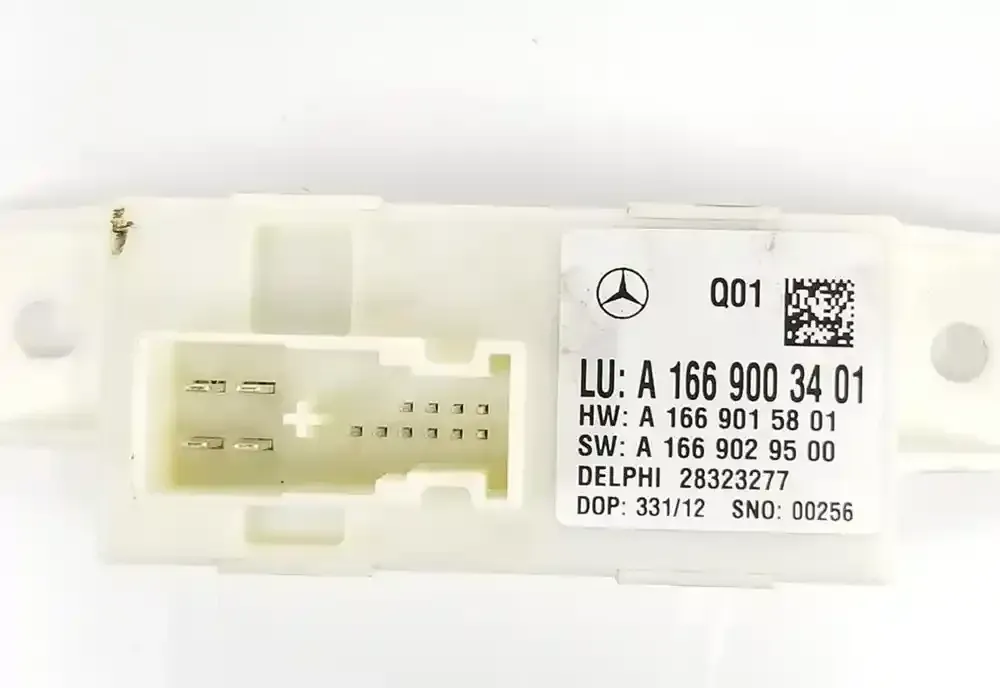 Q01
LU: A 166 900 34 01
HW: A 166 901 58 01
SW: A 166 902 95 00
DELPHI 28323277
DOP: 331/12 SNO: 00256